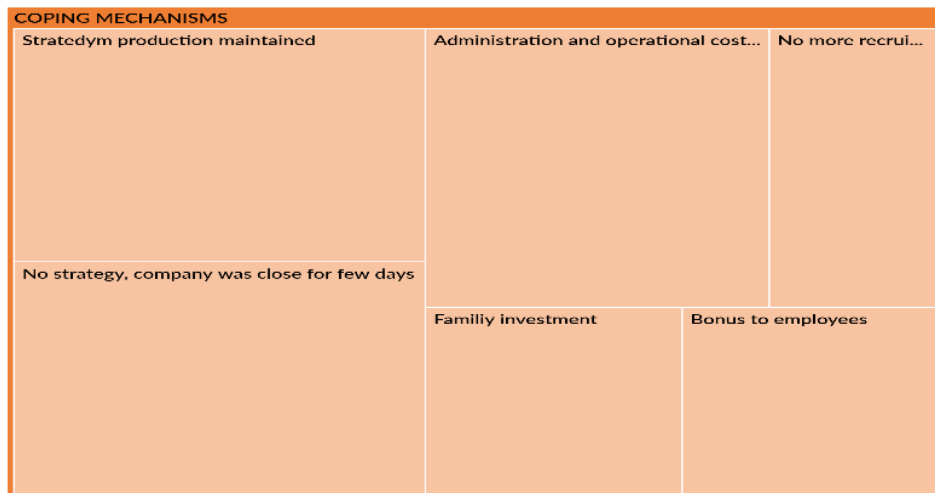 COPING MECHANISMS
Stratedym production maintained
Administration and operational cost...
No more recrui...
No strategy, company was close for few days
Familiy investment
Bonus to employees